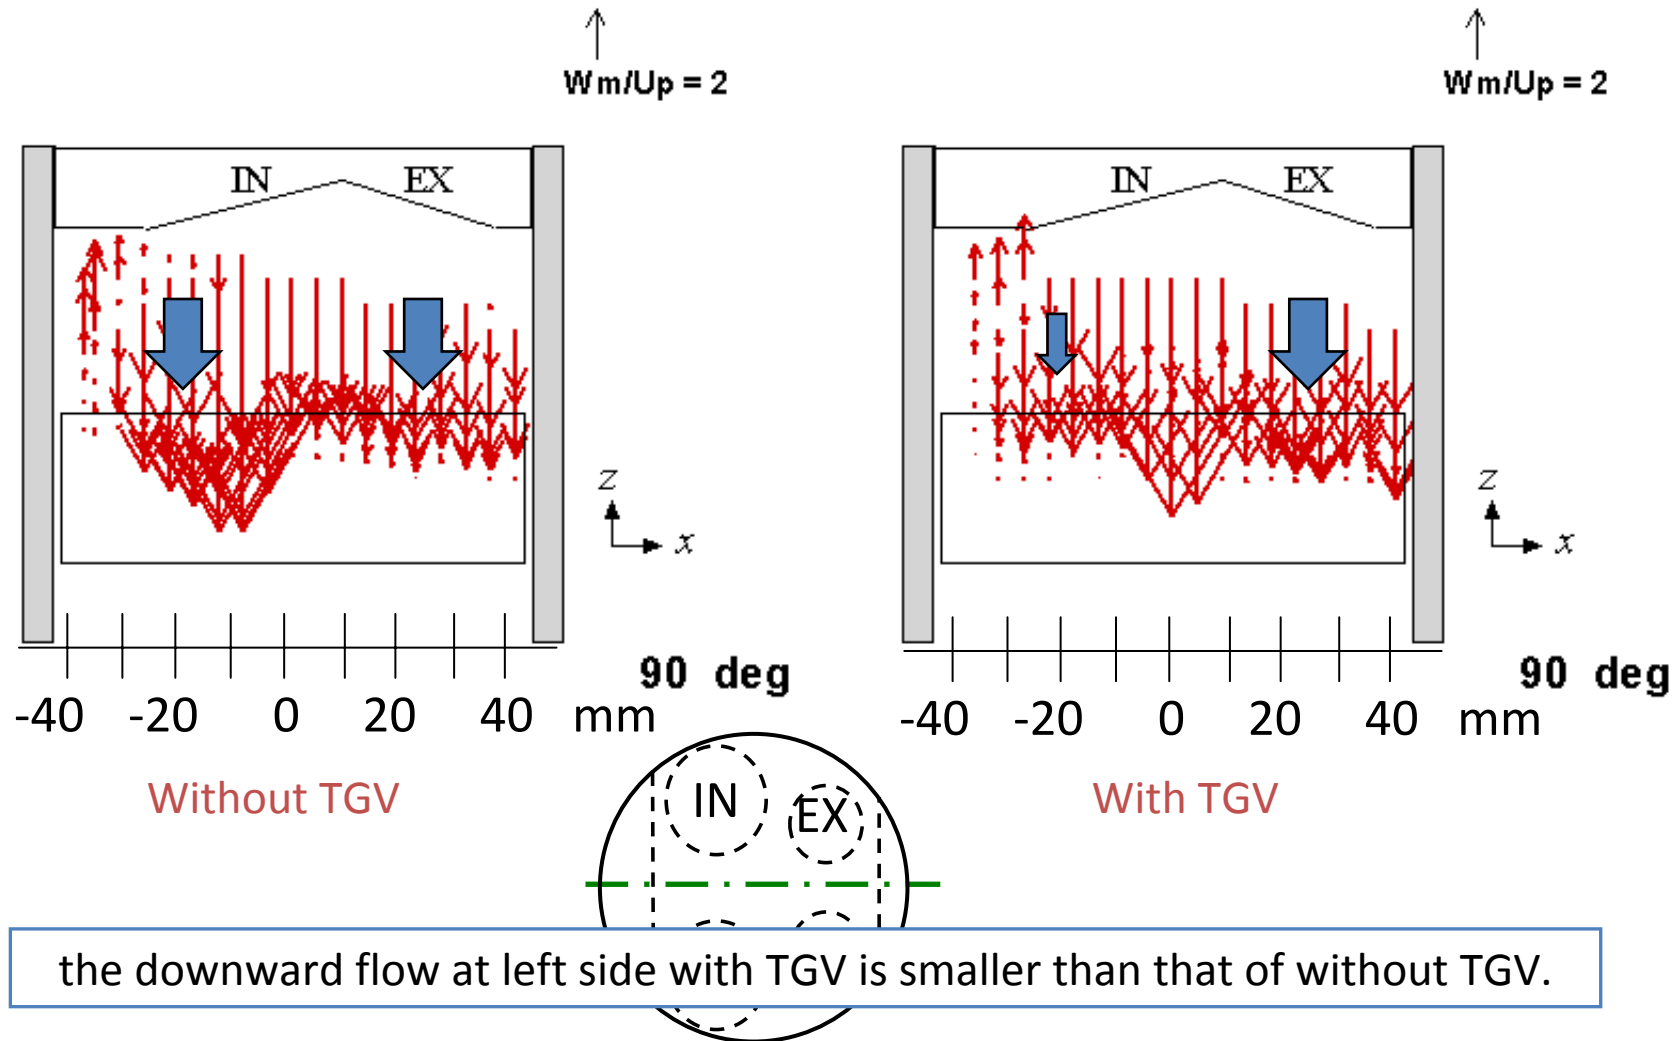 Wm/Up = 2
IN EX
z
x
90 deg
-40 -20 0 20 40 mm
Without TGV
Wm/Up = 2
IN EX
z
x
90 deg
-40 -20 0 20 40 mm
With TGV
IN
EX
the downward flow at left side with TGV is smaller than that of without TGV.